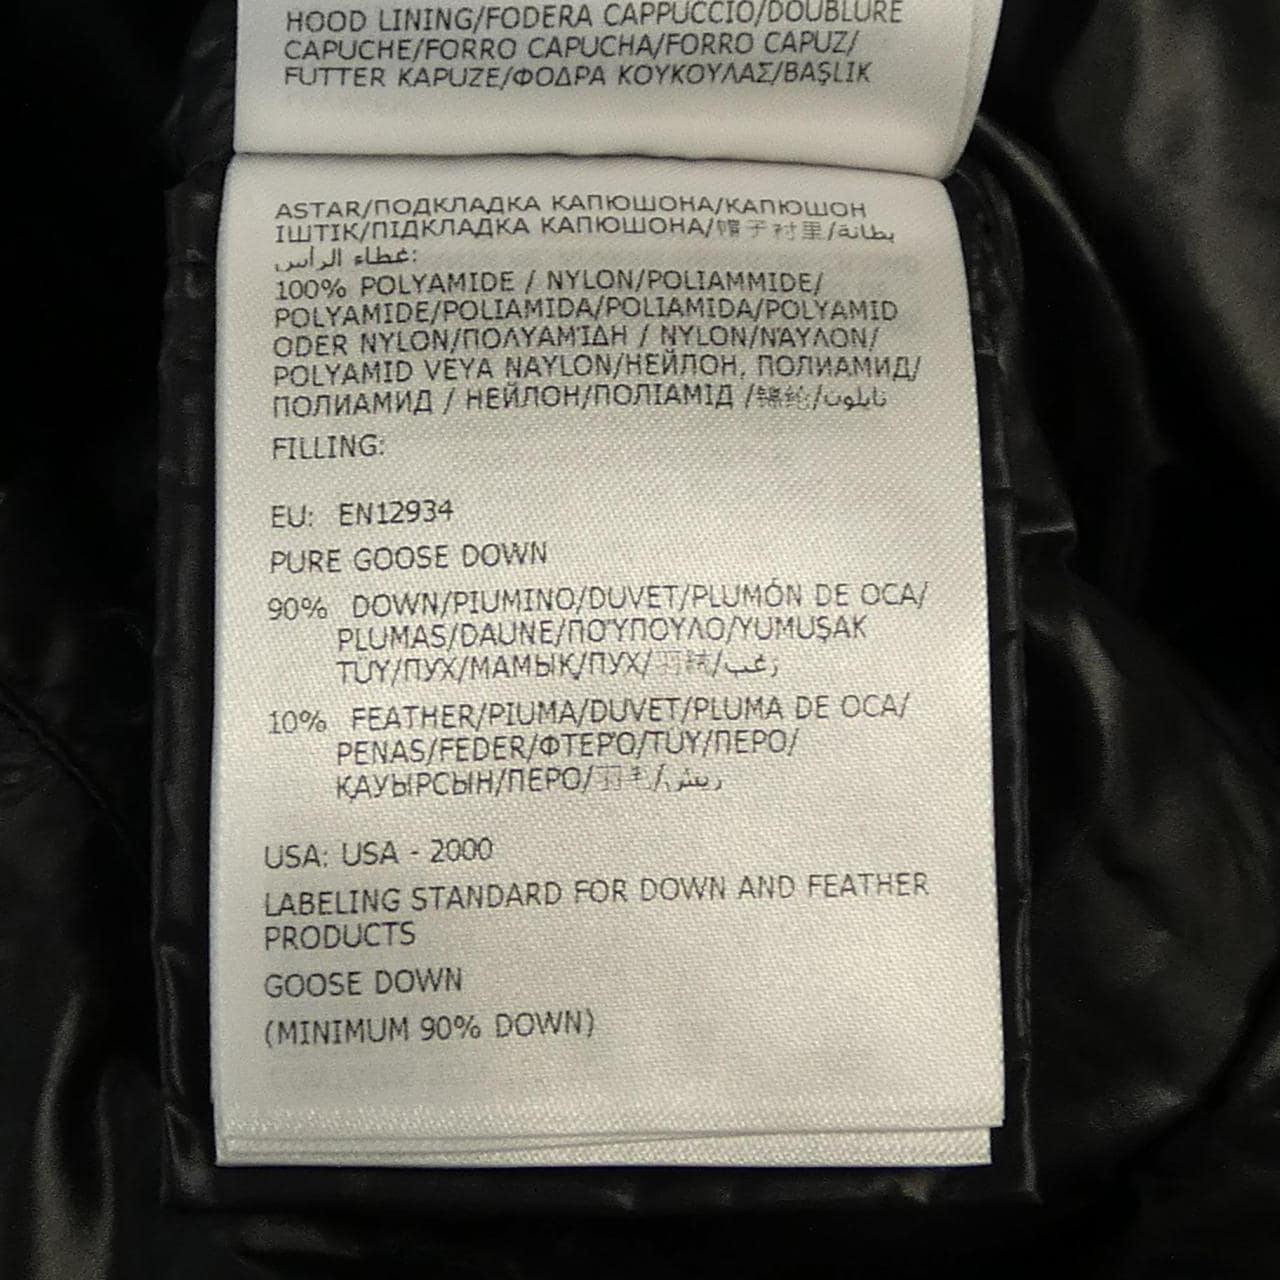 HOOD LINING/FODERA CAPPUCCIO/DOUBLURE
CAPUCHE/FORRO CAPUCHA/FORRO CAPUZ/
FUTTER KAPUZE/ΦΟΔΡΑ ΚΟΥΚΟΥΛΑΣ/BAŞLIK
ASTAR/ПОДКЛАДКА КАПЮШОНА/КАПЮШОН
ІШТІК/ПІДКЛАДКА КАПЮШОНА/帽子衬里/بطانة
غطاء الرأس:
100% POLYAMIDE / NYLON/POLIAMMIDE/
POLYAMIDE/POLIAMIDA/POLIAMIDA/POLYAMID
ODER NYLON/ΠΟΛΥΑΜΊΔΗ / NYLON/ΝΆΥΛΟΝ/
POLYAMID VEYA NAYLON/НЕЙЛОН, ПОЛИАМИД/
ПОЛИАМИД / НЕЙЛОН/ПОЛІАМІД /锦纶/نايلون
FILLING:
EU: EN12934
PURE GOOSE DOWN
90% DOWN/PIUMINO/DUVET/PLUMÓN DE OCA/
PLUMAS/DAUNE/ΠΟΎΠΟΥΛΟ/YUMUŞAK
TÜY/ПУХ/МАМЫҚ/ПУХ/羽绒/زغب
10% FEATHER/PIUMA/DUVET/PLUMA DE OCA/
PENAS/FEDER/ΦΤΕΡΌ/TÜY/ПЕРО/
ҚАУЫРСЫН/ПЕРО/羽毛/ريش
USA: USA - 2000
LABELING STANDARD FOR DOWN AND FEATHER
PRODUCTS
GOOSE DOWN
(MINIMUM 90% DOWN)